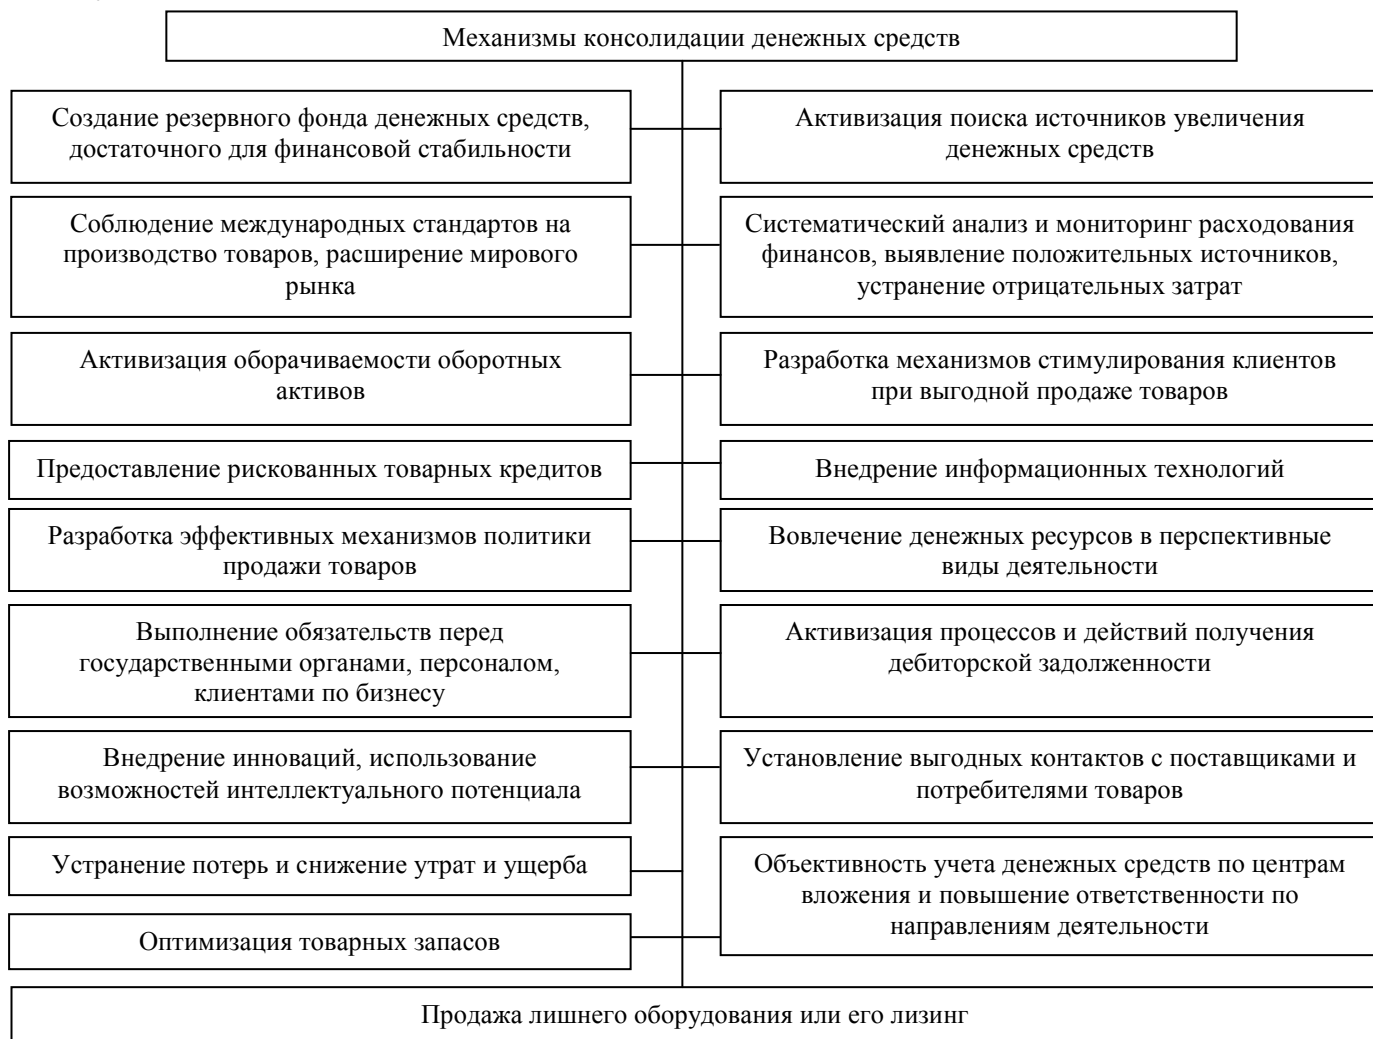 Механизмы консолидации денежных средств
Создание резервного фонда денежных средств,
достаточного для финансовой стабильности
Активизация поиска источников увеличения
денежных средств
Соблюдение международных стандартов на
производство товаров, расширение мирового
рынка
Систематический анализ и мониторинг расходования
финансов, выявление положительных источников,
устранение отрицательных затрат
Активизация оборачиваемости оборотных
активов
Разработка механизмов стимулирования клиентов
при выгодной продаже товаров
Предоставление рискованных товарных кредитов
Внедрение информационных технологий
Разработка эффективных механизмов политики
продажи товаров
Вовлечение денежных ресурсов в перспективные
виды деятельности
Выполнение обязательств перед
государственными органами, персоналом,
клиентами по бизнесу
Активизация процессов и действий получения
дебиторской задолженности
Внедрение инноваций, использование
возможностей интеллектуального потенциала
Установление выгодных контактов с поставщиками и
потребителями товаров
Устранение потерь и снижение утрат и ущерба
Объективность учета денежных средств по центрам
вложения и повышение ответственности по
направлениям деятельности
Оптимизация товарных запасов
Продажа лишнего оборудования или его лизинг